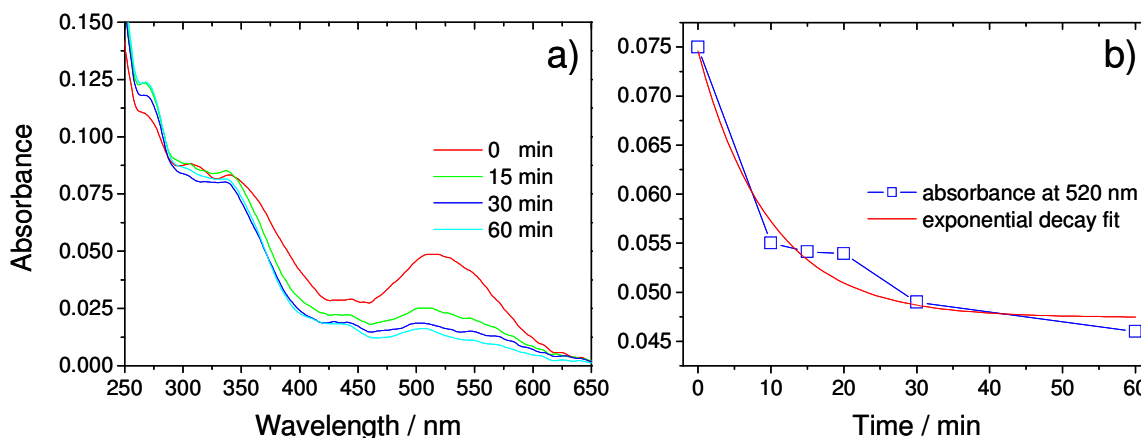 a)
0.150
0.125
0.100
0.075
0.050
0.025
0.000
Absorbance
0 min
15 min
30 min
60 min
250 300 350 400 450 500 550 600 650
Wavelength / nm
b)
0.075
0.070
0.065
0.060
0.055
0.050
0.045
absorbance at 520 nm
exponential decay fit
0 10 20 30 40 50 60
Time / min